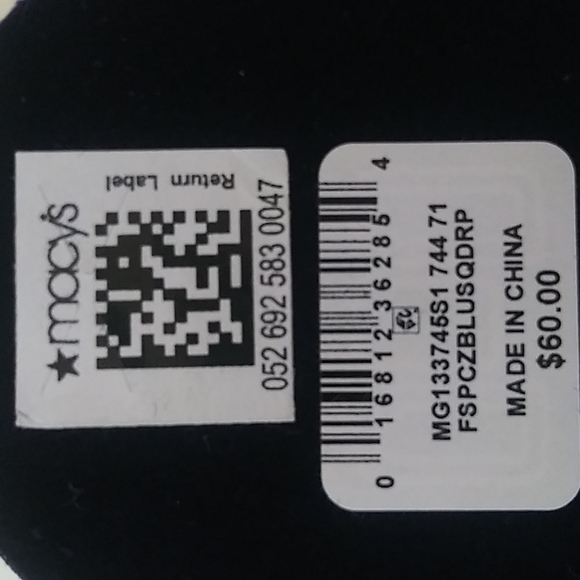 ★macy's
Return Label
052 692 583 0047
0 16812 36285 4
MG133745S1 744 71
FSPCZBLUSQDRP
MADE IN CHINA
$60.00